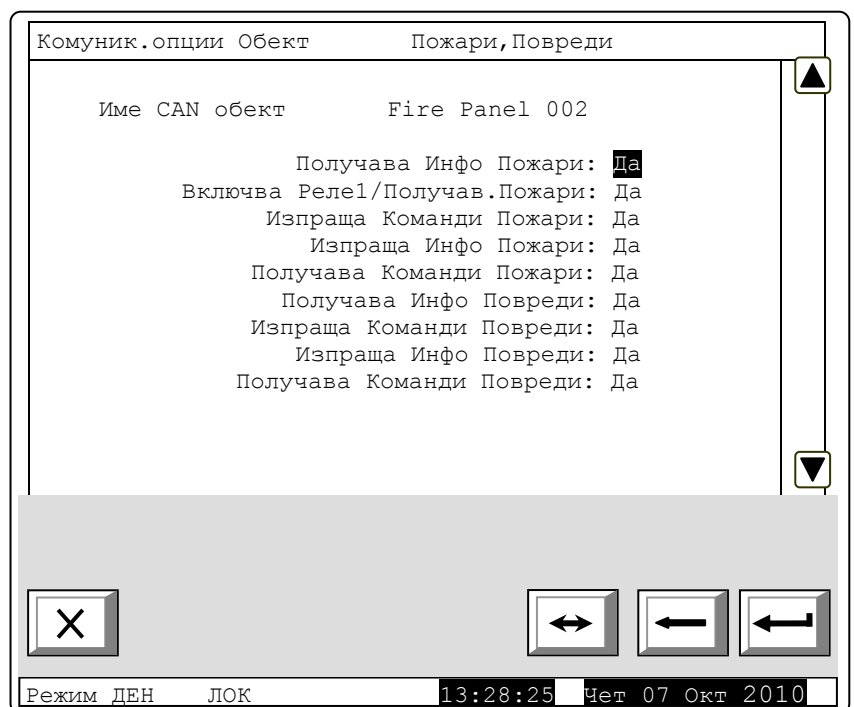 Комуник.опции Обект Пожари,Повреди
Име CAN обект Fire Panel 002
Получава Инфо Пожари: Да
Включва Реле1/Получав.Пожари: Да
Изпраща Команди Пожари: Да
Изпраща Инфо Пожари: Да
Получава Команди Пожари: Да
Получава Инфо Повреди: Да
Изпраща Команди Повреди: Да
Изпраща Инфо Повреди: Да
Получава Команди Повреди: Да
Режим ДЕН ЛОК 13:28:25 Чет 07 Окт 2010